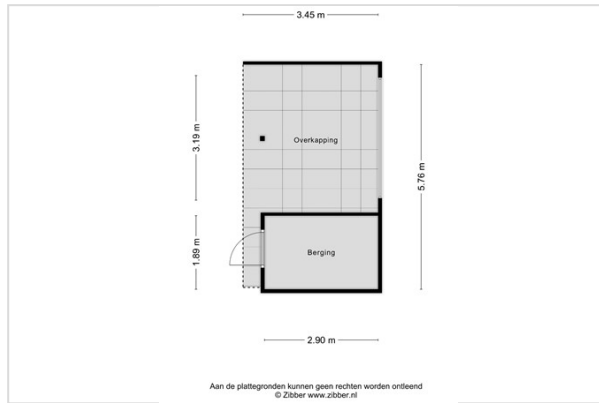 3.45 m
3.19 m
Overkapping
5.76 m
1.89 m
Berging
2.90 m
Aan de plattegronden kunnen geen rechten worden ontleend
© Zibber www.zibber.nl